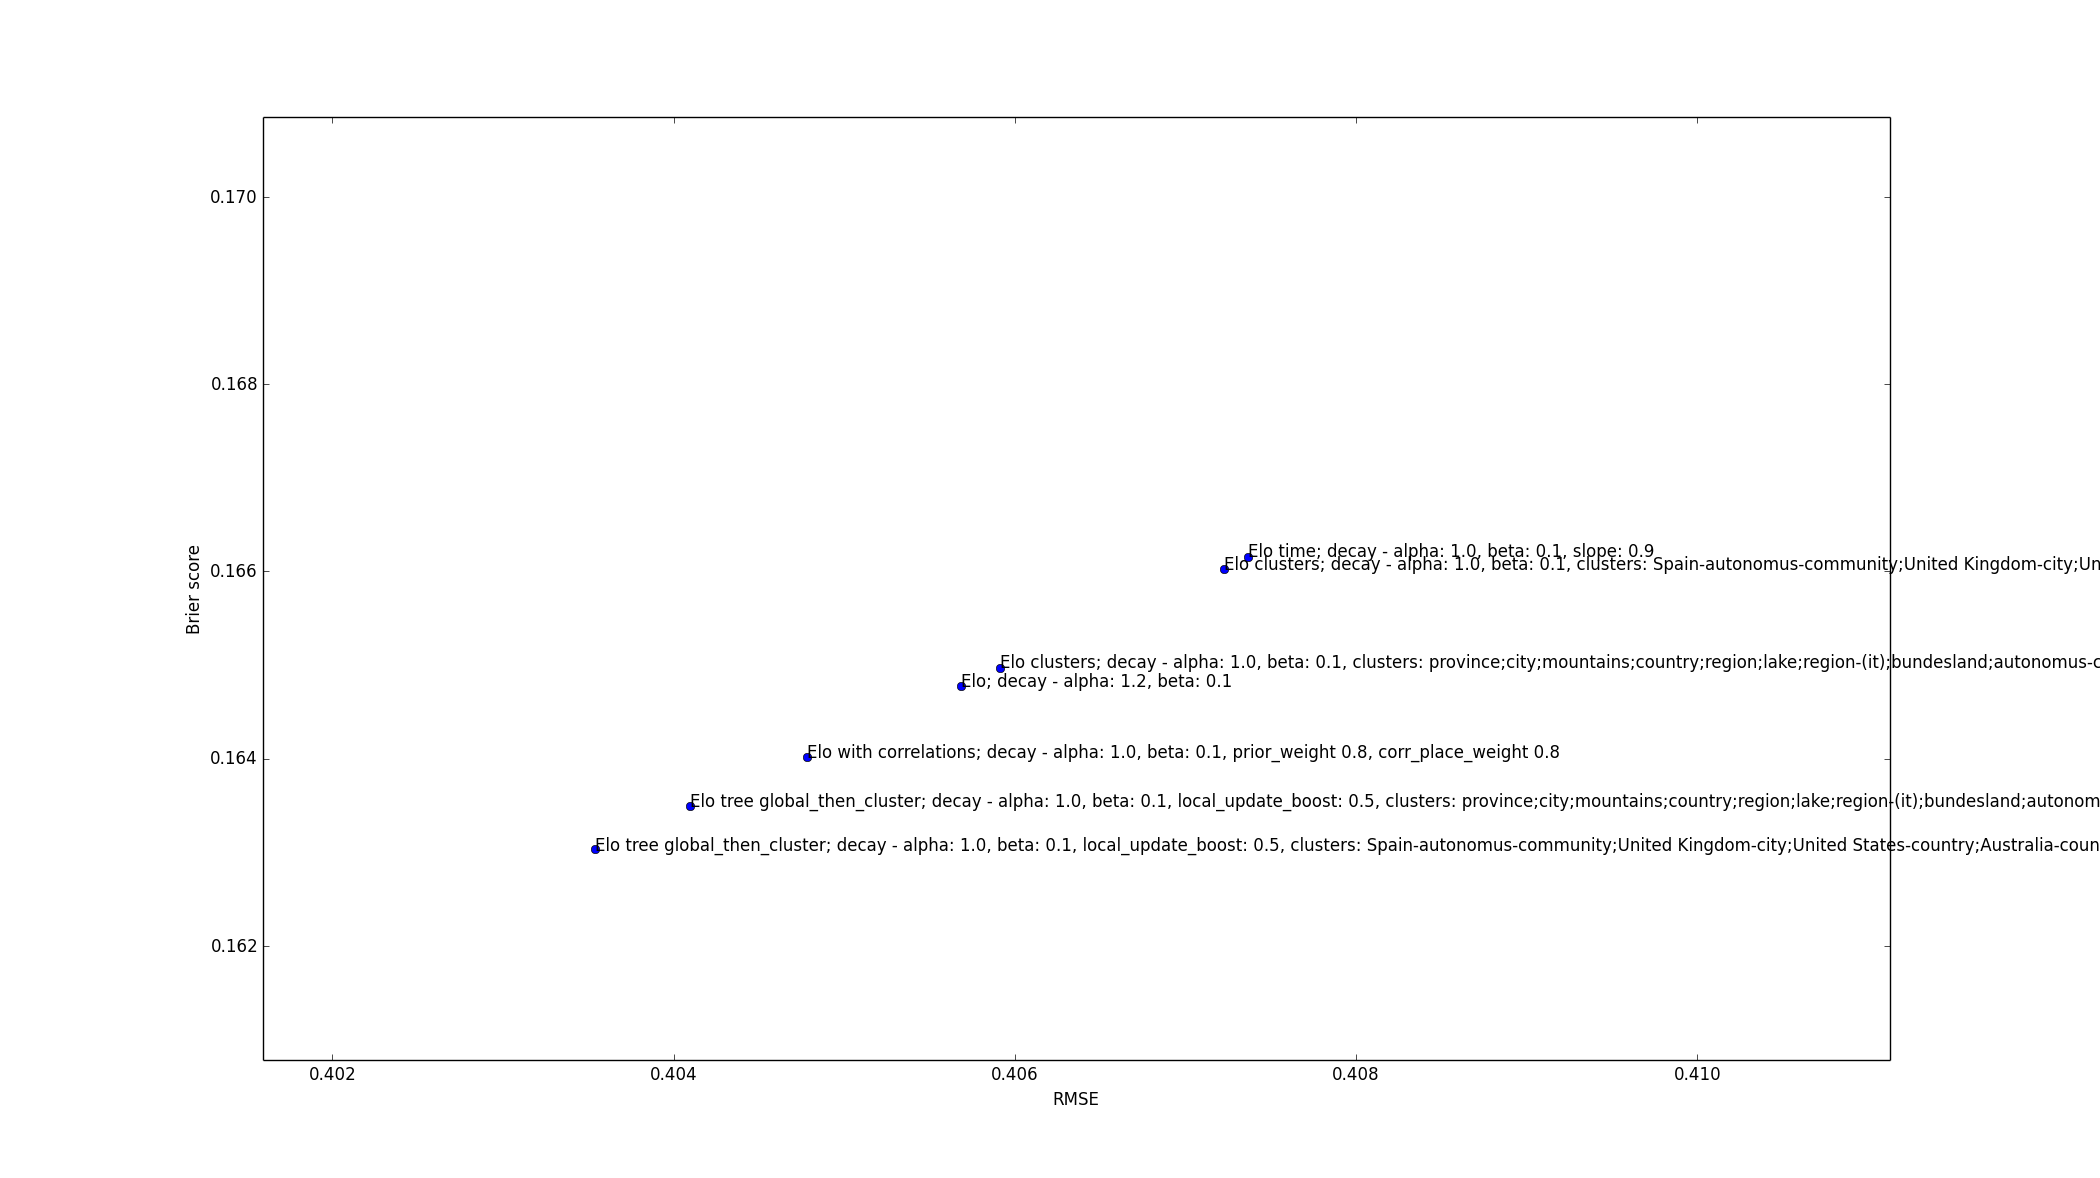 0.170
0.168
Elo time; decay - alpha: 1.0, beta: 0.1, slope: 0.9
Elo clusters; decay - alpha: 1.0, beta: 0.1, clusters: Spain-autonomus-community;United Kingdom-city;Un
0.166
Brier score
Elo clusters; decay - alpha: 1.0, beta: 0.1, clusters: province;city;mountains;country;region;lake;region-(it);bundesland;autonomus-c
Elo; decay - alpha: 1.2, beta: 0.1
Elo with correlations; decay - alpha: 1.0, beta: 0.1, prior_weight 0.8, corr_place_weight 0.8
0.164
Elo tree global_then_cluster; decay - alpha: 1.0, beta: 0.1, local_update_boost: 0.5, clusters: province;city;mountains;country;region;lake;region-(it);bundesland;autonom
Elo tree global_then_cluster; decay - alpha: 1.0, beta: 0.1, local_update_boost: 0.5, clusters: Spain-autonomus-community;United Kingdom-city;United States-country;Australia-coun
0.162
0.402 0.404 0.406 0.408 0.410
RMSE